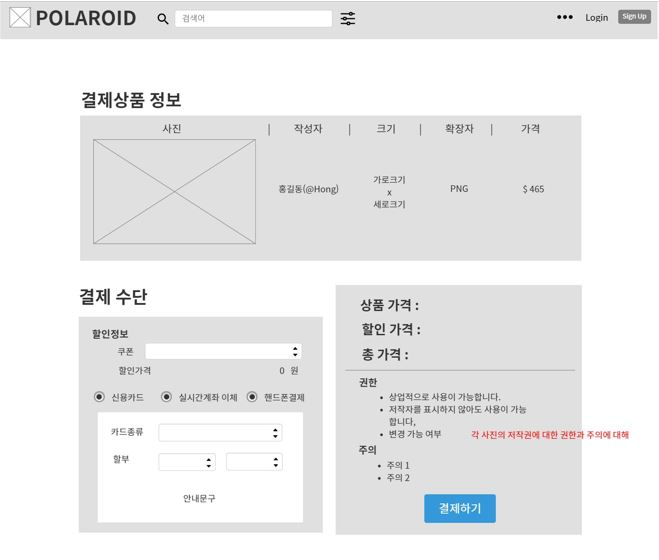 POLAROID
검색어
Login
Sign Up
결제상품 정보
사진 | 작성자 | 크기 | 확장자 | 가격
홍길동(@Hong)
가로크기
x
세로크기
PNG
$ 465
결제 수단
할인정보
쿠폰
할인가격 0 원
신용카드 실시간계좌 이체 핸드폰결제
카드종류
할부
안내문구
상품 가격 :
할인 가격 :
총 가격 :
권한
• 상업적으로 사용이 가능합니다.
• 저작자를 표시하지 않아도 사용이 가능
합니다,
• 변경 가능 여부
각 사진의 저작권에 대한 권한과 주의에 대해
주의
• 주의 1
• 주의 2
결제하기